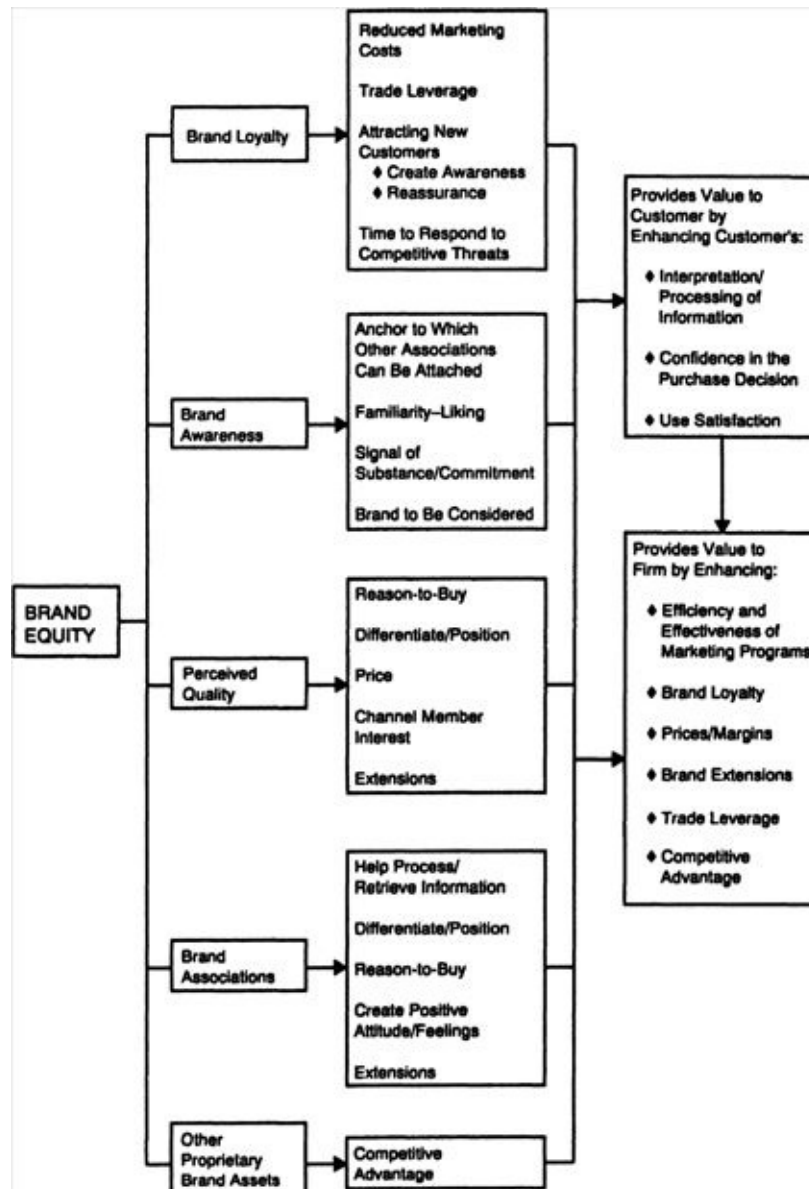 BRAND
EQUITY
Brand Loyalty
Reduced Marketing
Costs
Trade Leverage
Attracting New
Customers
♦ Create Awareness
♦ Reassurance
Time to Respond to
Competitive Threats
Brand
Awareness
Anchor to Which
Other Associations
Can Be Attached
Familiarity–Liking
Signal of
Substance/Commitment
Brand to Be Considered
Perceived
Quality
Reason-to-Buy
Differentiate/Position
Price
Channel Member
Interest
Extensions
Brand
Associations
Help Process/
Retrieve Information
Differentiate/Position
Reason-to-Buy
Create Positive
Attitude/Feelings
Extensions
Other
Proprietary
Brand Assets
Competitive
Advantage
Provides Value to
Customer by
Enhancing Customer's:
♦ Interpretation/
Processing of
Information
♦ Confidence in the
Purchase Decision
♦ Use Satisfaction
Provides Value to
Firm by Enhancing:
♦ Efficiency and
Effectiveness of
Marketing Programs
♦ Brand Loyalty
♦ Prices/Margins
♦ Brand Extensions
♦ Trade Leverage
♦ Competitive
Advantage